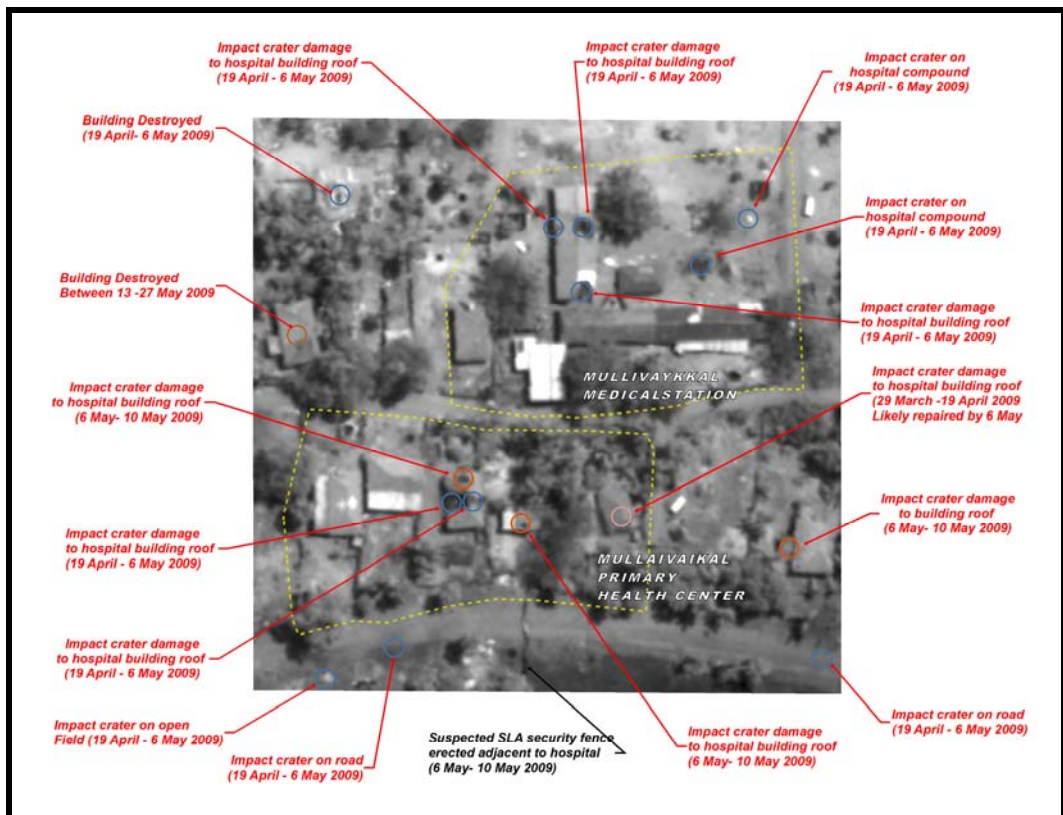 Impact crater damage
to hospital building roof
(19 April - 6 May 2009)
Impact crater damage
to hospital building roof
(19 April - 6 May 2009)
Impact crater on
hospital compound
(19 April - 6 May 2009)
Building Destroyed
(19 April- 6 May 2009)
Impact crater on
hospital compound
(19 April - 6 May 2009)
Building Destroyed
Between 13 -27 May 2009
Impact crater damage
to hospital building roof
(19 April - 6 May 2009)
MULLIVAYKKAL
MEDICALSTATION
Impact crater damage
to hospital building roof
(29 March -19 April 2009
Likely repaired by 6 May
Impact crater damage
to hospital building roof
(6 May- 10 May 2009)
Impact crater damage
to building roof
(6 May- 10 May 2009)
Impact crater damage
to hospital building roof
(19 April - 6 May 2009)
MULLAIVAIKAL
PRIMARY
HEALTH CENTER
Impact crater damage
to hospital building roof
(19 April - 6 May 2009)
Impact crater on open
Field (19 April - 6 May 2009)
Impact crater on road
(19 April - 6 May 2009)
Suspected SLA security fence
erected adjacent to hospital
(6 May- 10 May 2009)
Impact crater damage
to hospital building roof
(6 May- 10 May 2009)
Impact crater on road
(19 April - 6 May 2009)